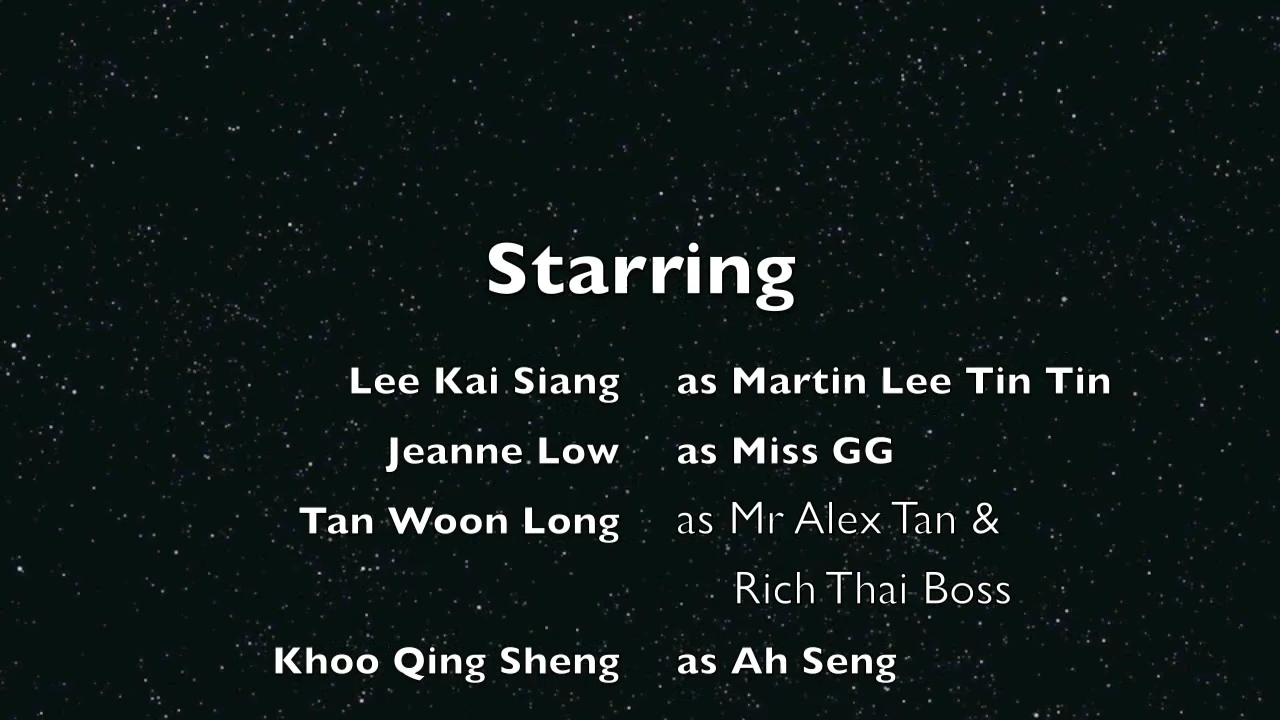 Starring
Lee Kai Siang as Martin Lee Tin Tin
Jeanne Low as Miss GG
Tan Woon Long as Mr Alex Tan &
Rich Thai Boss
Khoo Qing Sheng as Ah Seng